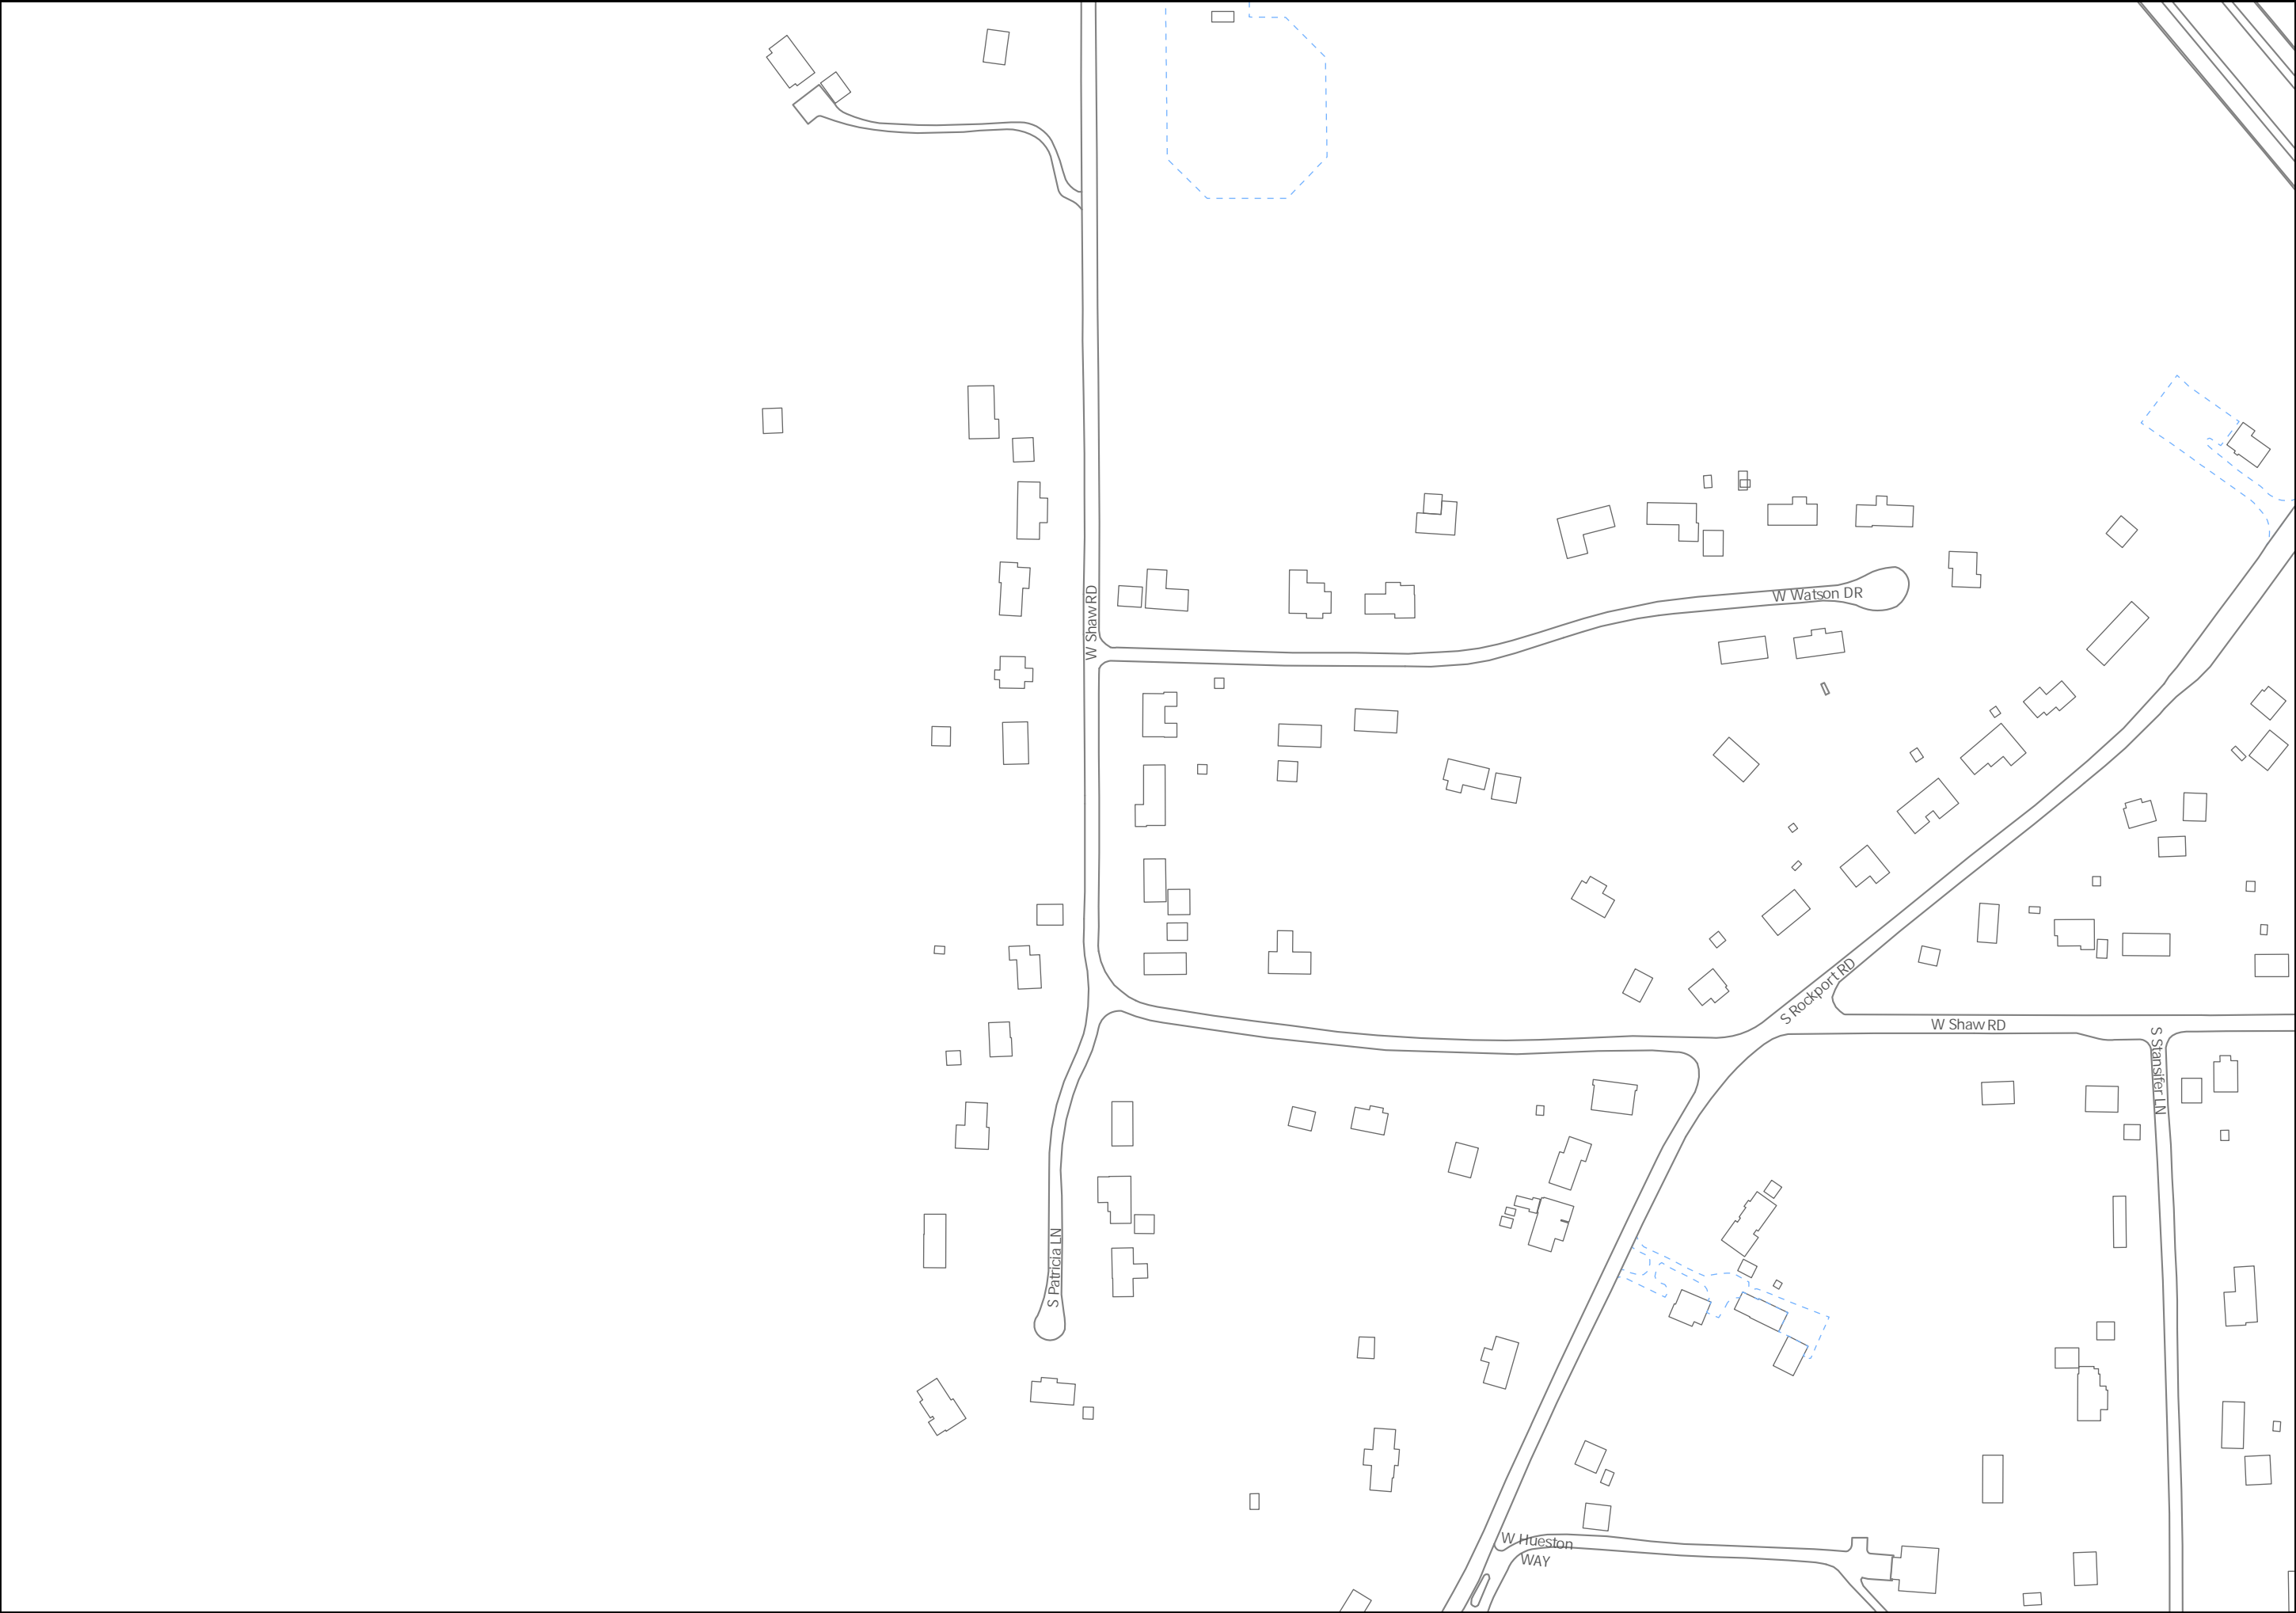 W Shaw RD
W Watson DR
S Rockport RD
W Shaw RD
S Stansifer LN
S Patricia LN
W Hueston
WAY